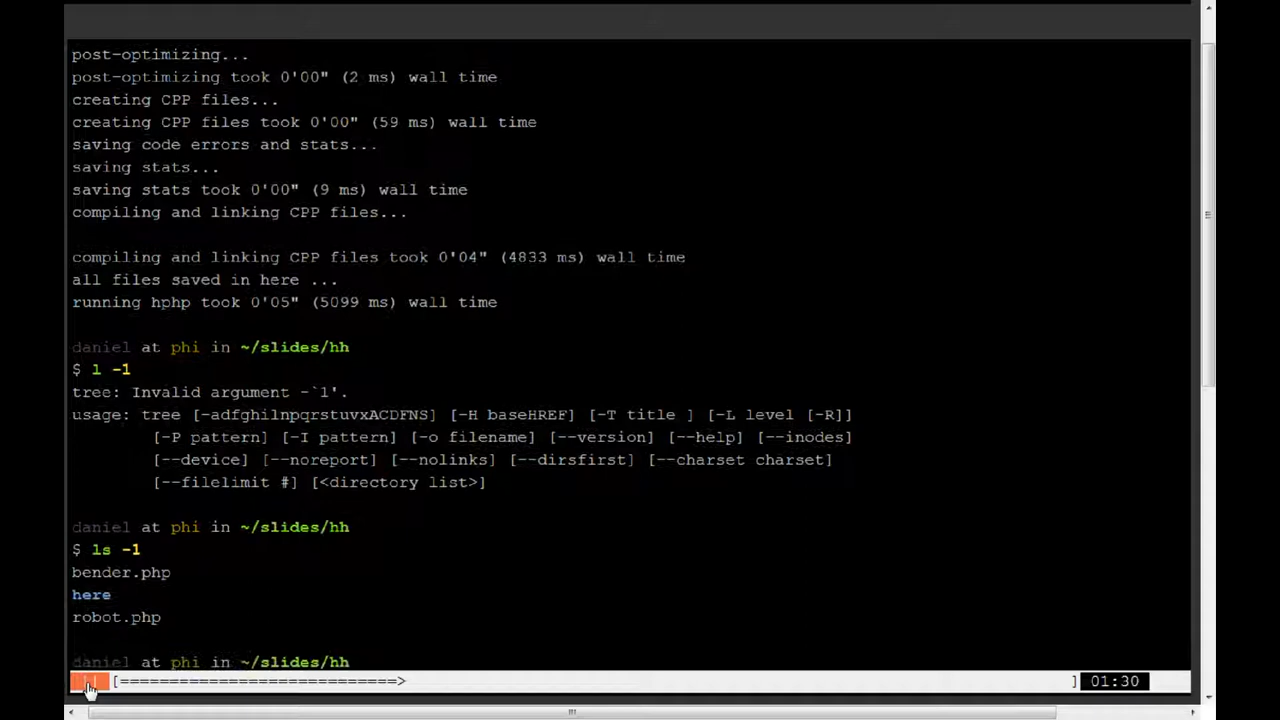 post-optimizing...
post-optimizing took 0'00" (2 ms) wall time
creating CPP files...
creating CPP files took 0'00" (59 ms) wall time
saving code errors and stats...
saving stats...
saving stats took 0'00" (9 ms) wall time
compiling and linking CPP files...
compiling and linking CPP files took 0'04" (4833 ms) wall time
all files saved in here ...
running hphp took 0'05" (5099 ms) wall time
daniel at phi in ~/slides/hh
$ l -1
tree: Invalid argument -`1'.
usage: tree [-adfghilnpqrstuvxACDFNS] [-H baseHREF] [-T title ] [-L level [-R]]
[-P pattern] [-I pattern] [-o filename] [--version] [--help] [--inodes]
[--device] [--noreport] [--nolinks] [--dirsfirst] [--charset charset]
[--filelimit #] [<directory list>]
daniel at phi in ~/slides/hh
$ ls -1
bender.php
here
robot.php
daniel at phi in ~/slides/hh
[============================> ] 01:30